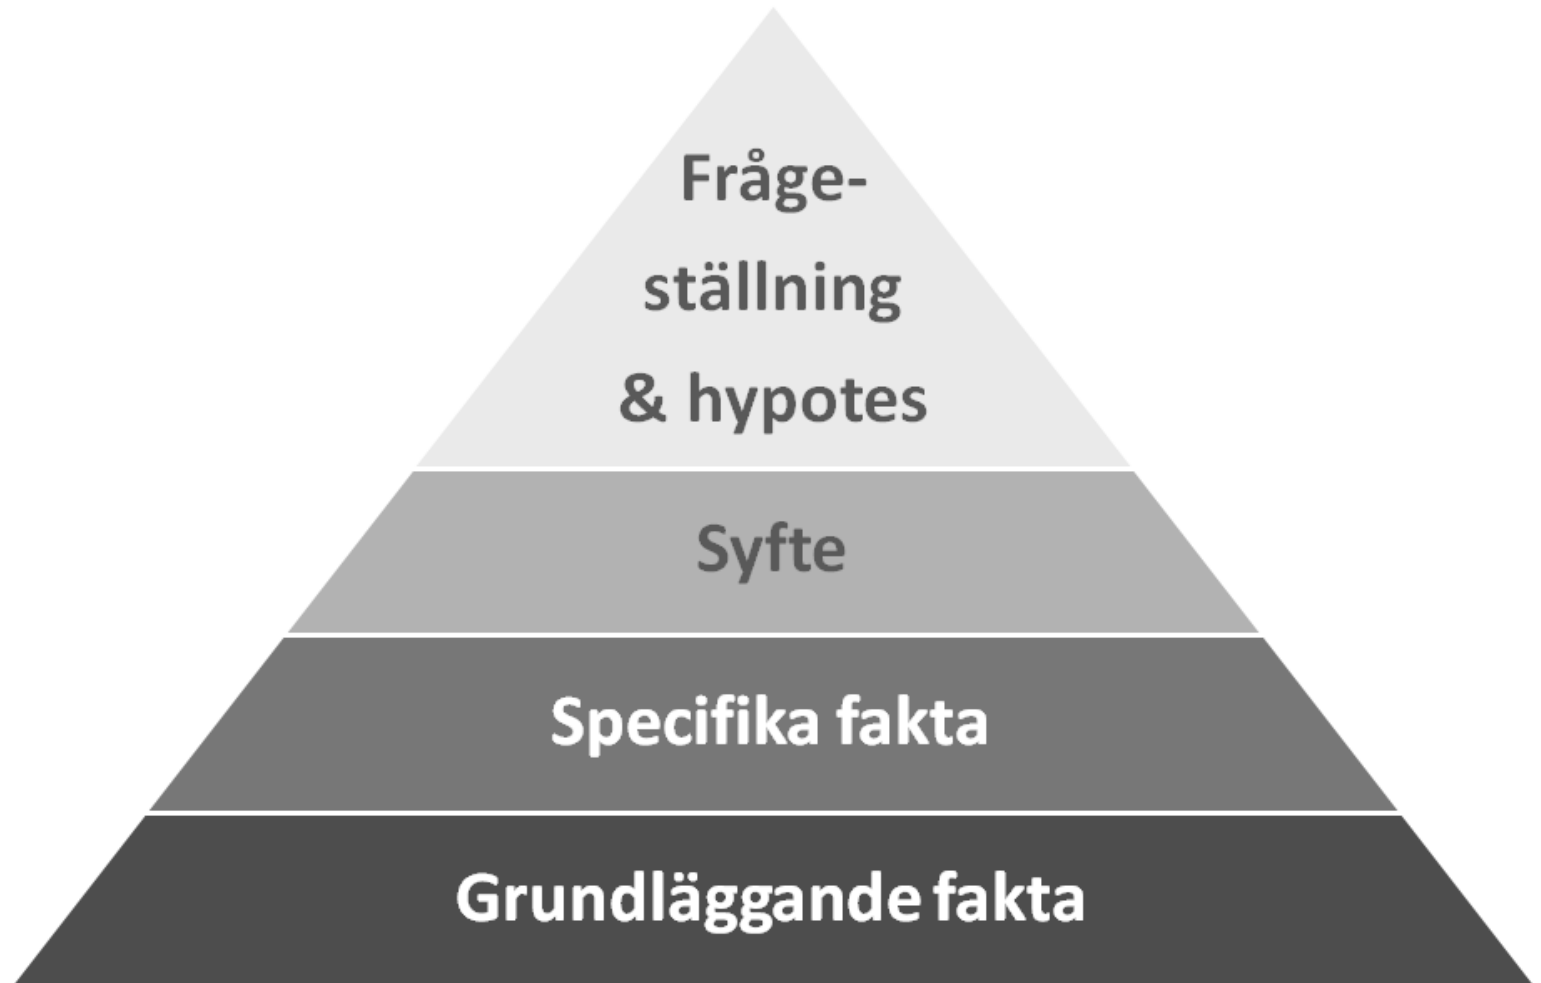 Fråge-
ställning
& hypotes
Syfte
Specifika fakta
Grundläggande fakta